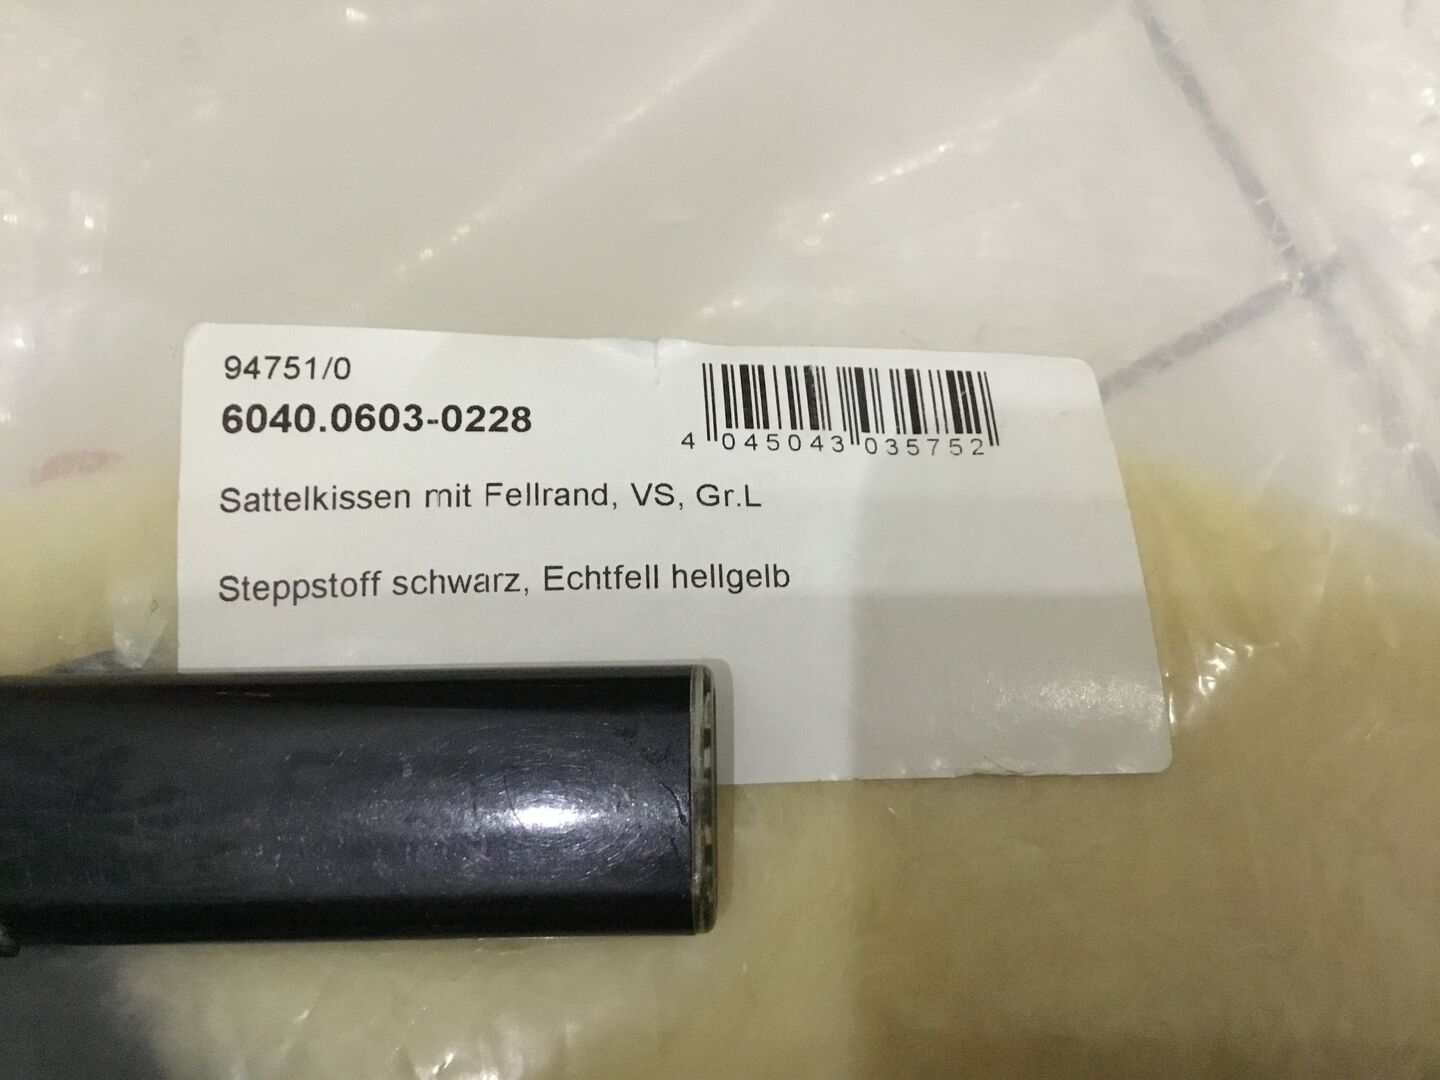 94751/0
6040.0603-0228
4 045043 035752
Sattelkissen mit Fellrand, VS, Gr.L
Steppstoff schwarz, Echtfell hellgelb